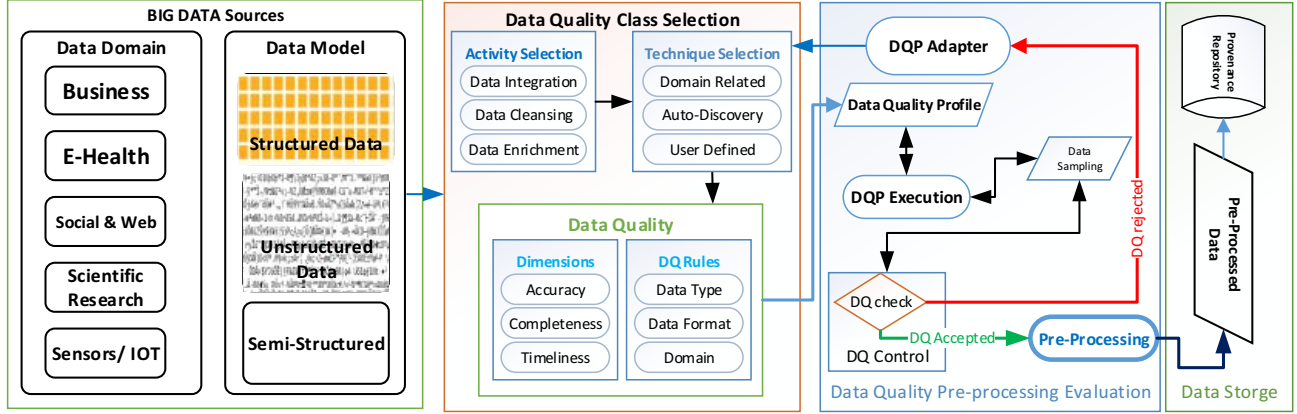 BIG DATA Sources
Data Domain
Business
E-Health
Social & Web
Scientific
Research
Sensors/ IOT
Data Model
Structured Data
Unstructured
Data
Semi-Structured
Data Quality Class Selection
Activity Selection
Data Integration
Data Cleansing
Data Enrichment
Technique Selection
Domain Related
Auto-Discovery
User Defined
Data Quality
Dimensions
Accuracy
Completeness
Timeliness
DQ Rules
Data Type
Data Format
Domain
DQP Adapter
Data Quality Profile
Data
Sampling
DQP Execution
DQ rejected
DQ check
DQ Accepted
DQ Control
Pre-Processing
Data Quality Pre-processing Evaluation
Provenance
Repository
Pre-Processed
Data
Data Storge